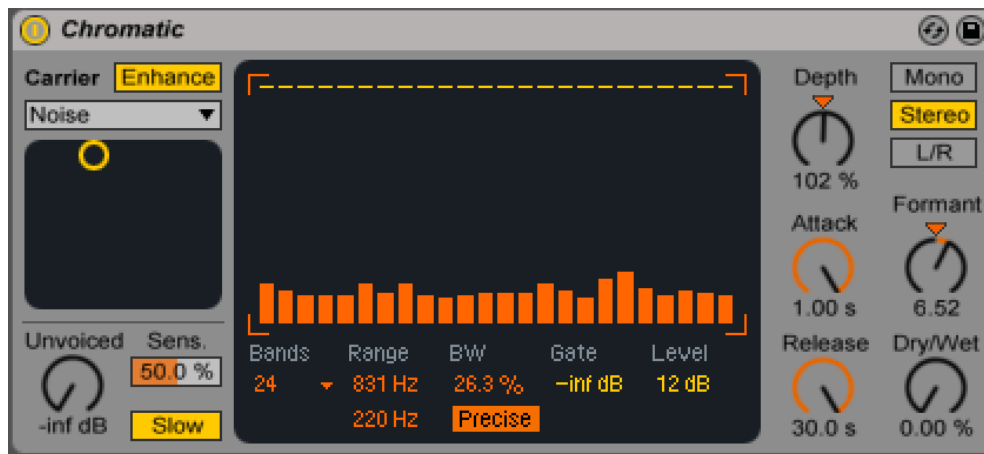 Chromatic
Carrier Enhance
Noise
Unvoiced Sens.
50.0 %
-inf dB Slow
Bands Range BW Gate Level
24 831 Hz 26.3 % -inf dB 12 dB
220 Hz Precise
Depth
102 %
Attack
1.00 s
Release
30.0 s
Mono
Stereo
L/R
Formant
6.52
Dry/Wet
0.00 %